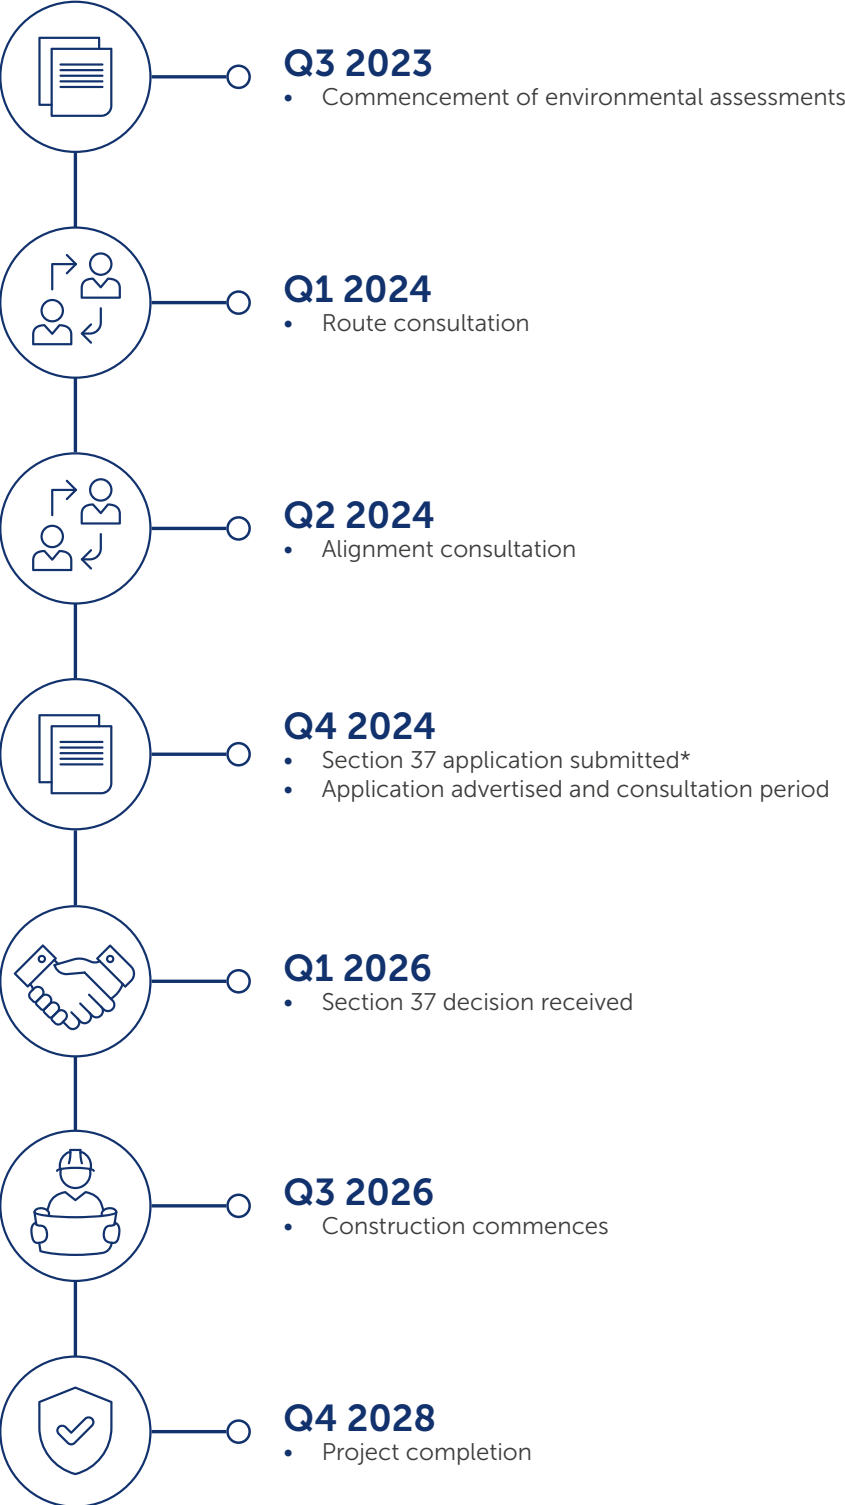 Q3 2023
• Commencement of environmental assessments
Q1 2024
• Route consultation
Q2 2024
• Alignment consultation
Q4 2024
• Section 37 application submitted*
• Application advertised and consultation period
Q1 2026
• Section 37 decision received
Q3 2026
• Construction commences
Q4 2028
• Project completion